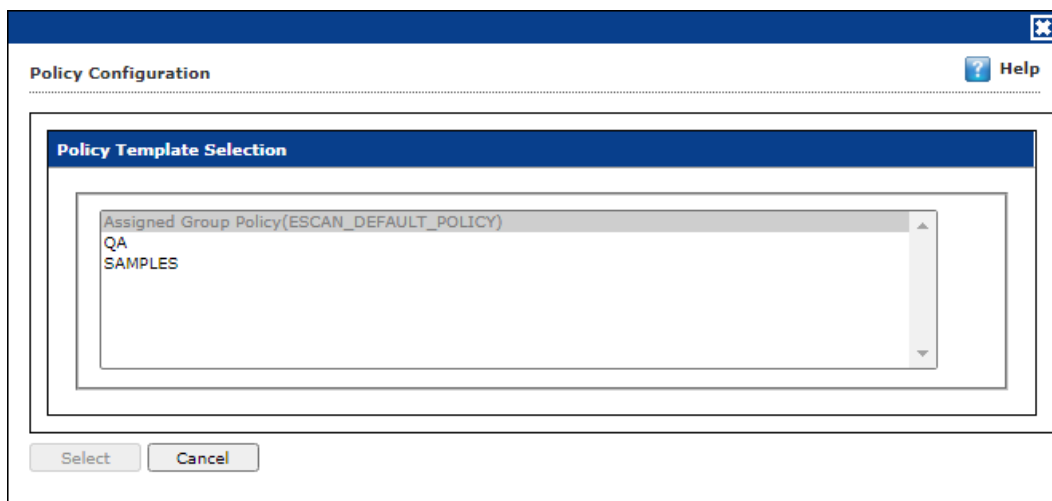 Policy Configuration
? Help
Policy Template Selection
Assigned Group Policy(ESCAN_DEFAULT_POLICY)
QA
SAMPLES
Select
Cancel